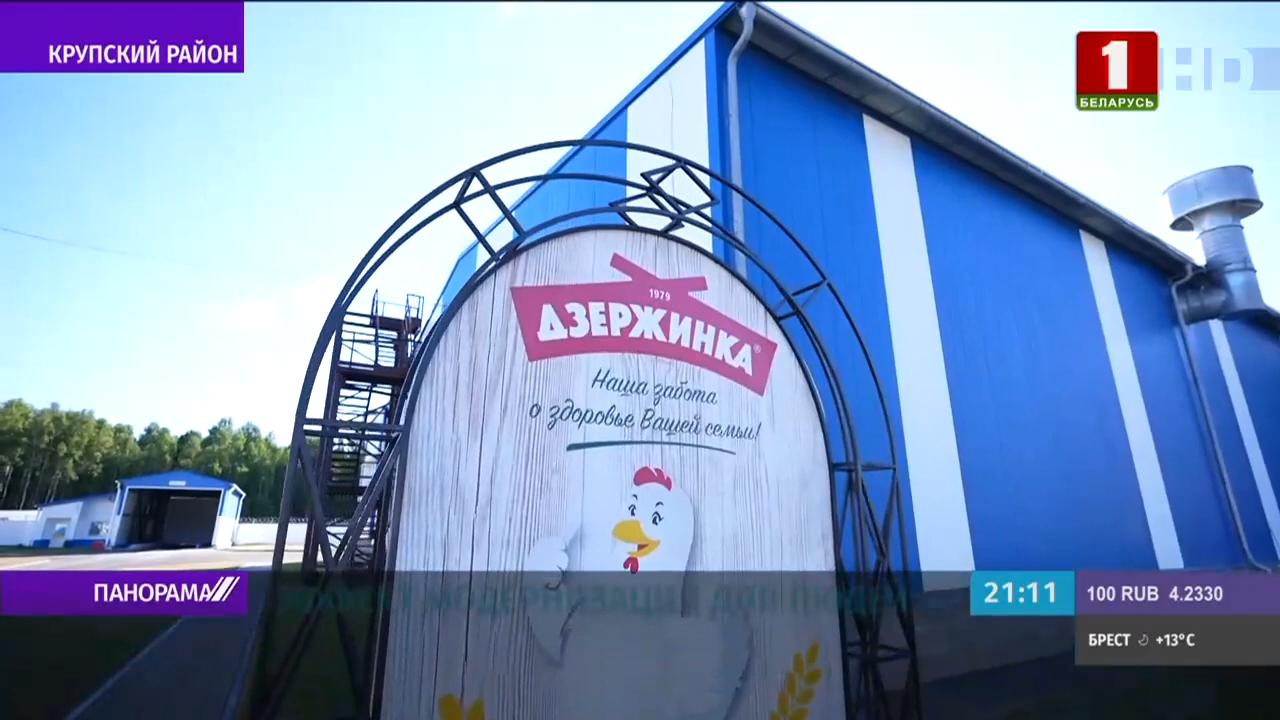 КРУПСКИЙ РАЙОН
1
HD
БЕЛАРУСЬ
1979
ДЗЕРЖИНКА®
Наша забота
о здоровье Вашей семьи!
ПАНОРАМА
21:11
100 RUB 4.2330
БРЕСТ +13°C